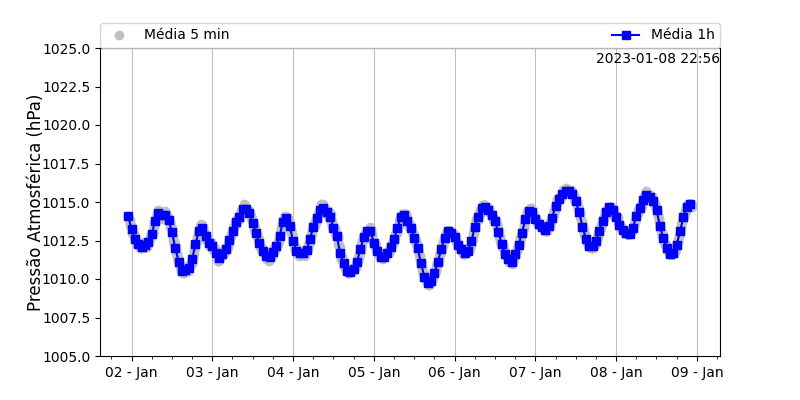 Média 5 min
Média 1h
2023-01-08 22:56
Pressão Atmosférica (hPa)
1025.0
1022.5
1020.0
1017.5
1015.0
1012.5
1010.0
1007.5
1005.0
02 - Jan
03 - Jan
04 - Jan
05 - Jan
06 - Jan
07 - Jan
08 - Jan
09 - Jan